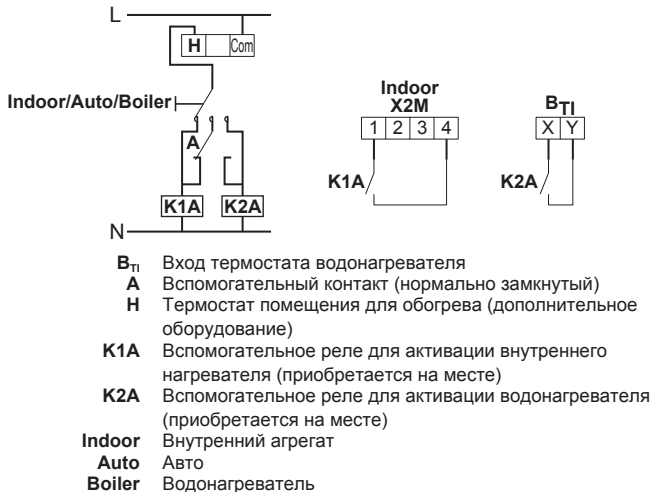 L
H Com
Indoor/Auto/Boiler
A
K1A K2A
N
Indoor
X2M
1 2 3 4
K1A
BTI
X Y
K2A
BTI Вход термостата водонагревателя
A Вспомогательный контакт (нормально замкнутый)
H Термостат помещения для обогрева (дополнительное
оборудование)
K1A Вспомогательное реле для активации внутреннего
нагревателя (приобретается на месте)
K2A Вспомогательное реле для активации водонагревателя
(приобретается на месте)
Indoor Внутренний агрегат
Auto Авто
Boiler Водонагреватель